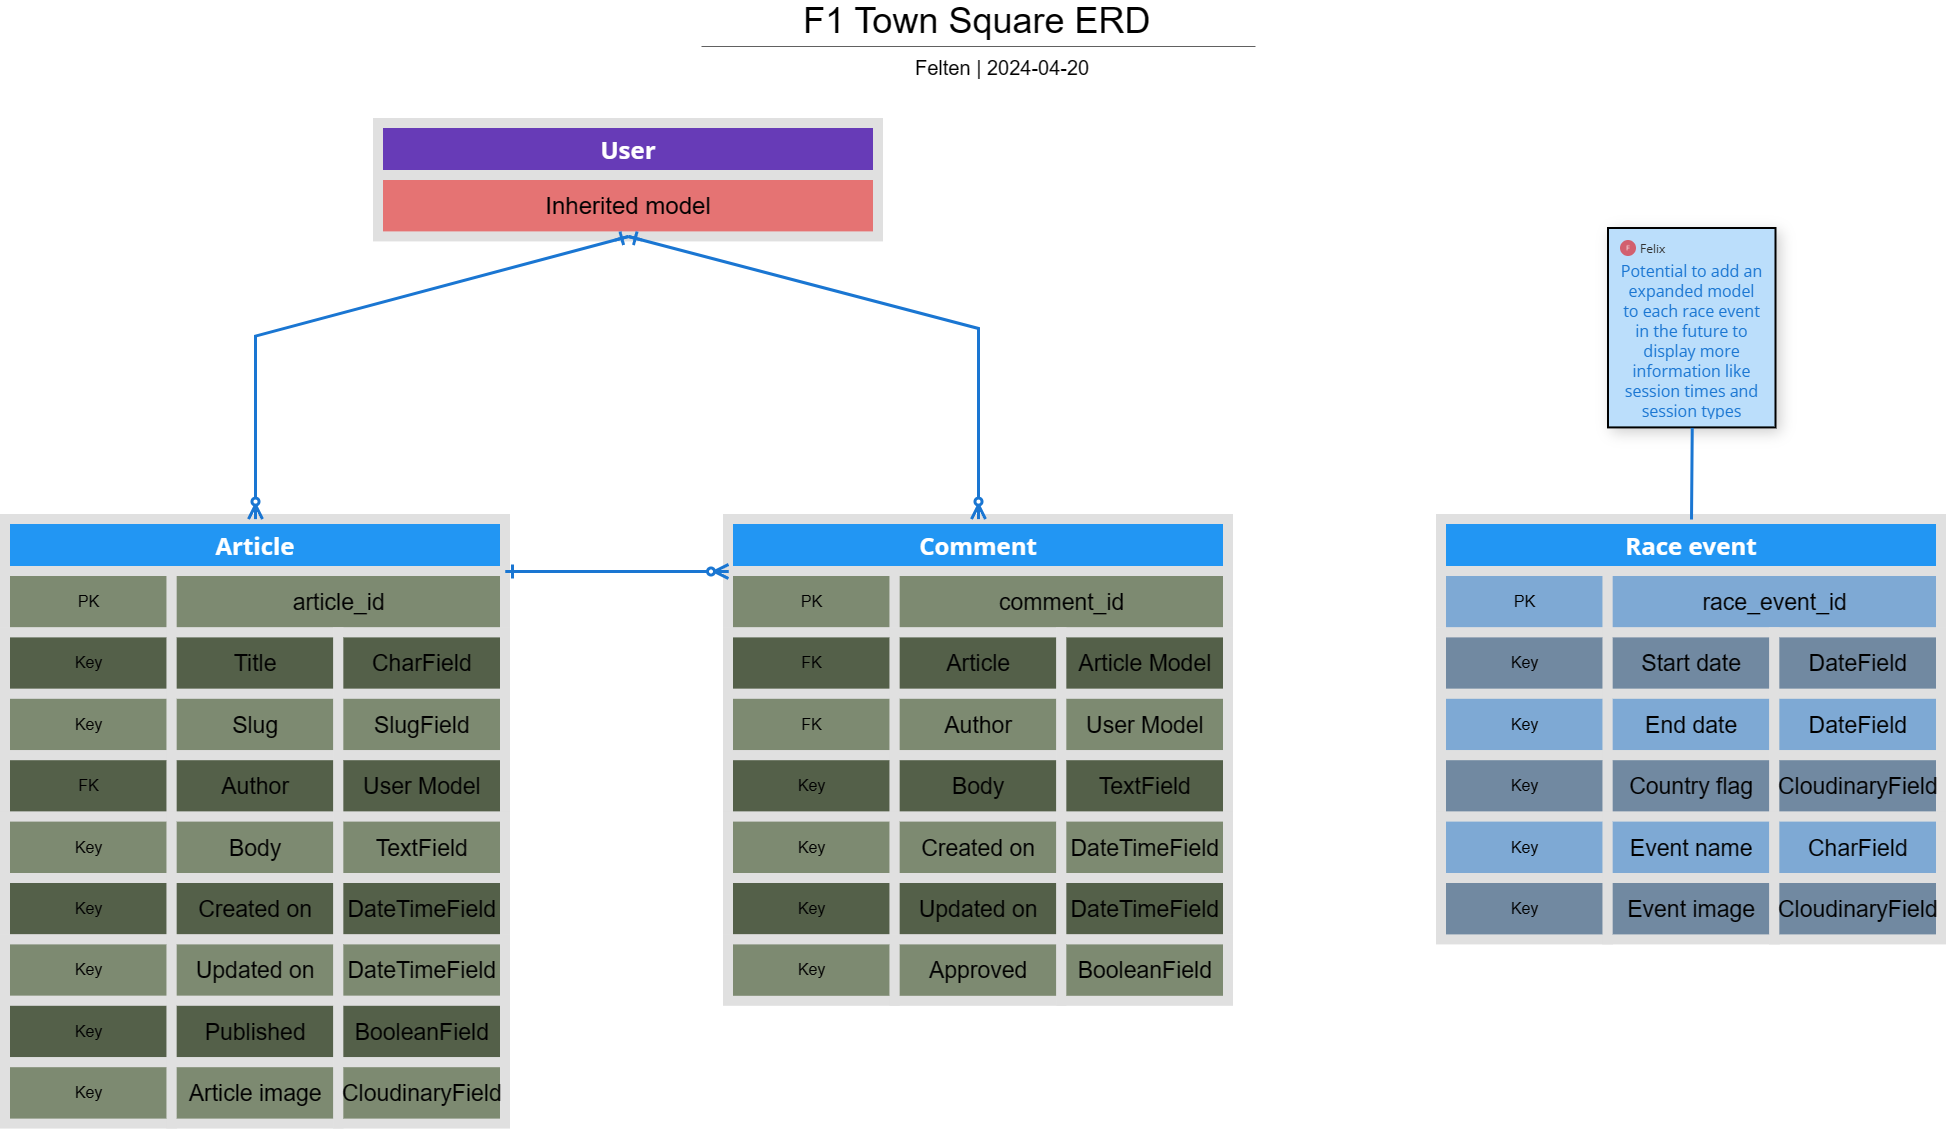 F1 Town Square ERD
Felten | 2024-04-20
User
Inherited model
F Felix
Potential to add an
expanded model
to each race event
in the future to
display more
information like
session times and
session types
Article
PK article_id
Key Title CharField
Key Slug SlugField
FK Author User Model
Key Body TextField
Key Created on DateTimeField
Key Updated on DateTimeField
Key Published BooleanField
Key Article image CloudinaryField
Comment
PK comment_id
FK Article Article Model
FK Author User Model
Key Body TextField
Key Created on DateTimeField
Key Updated on DateTimeField
Key Approved BooleanField
Race event
PK race_event_id
Key Start date DateField
Key End date DateField
Key Country flag CloudinaryField
Key Event name CharField
Key Event image CloudinaryField